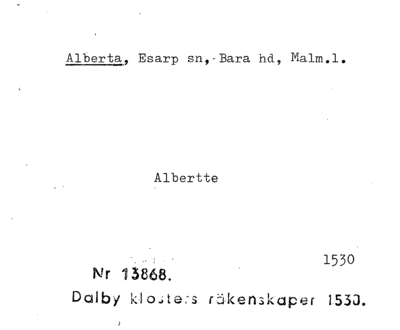 Alberta, Esarp sn, Bara hd, Malm.l.
Albertte
1530
Nr 13868.
Dalby klosters räkenskaper 1530.